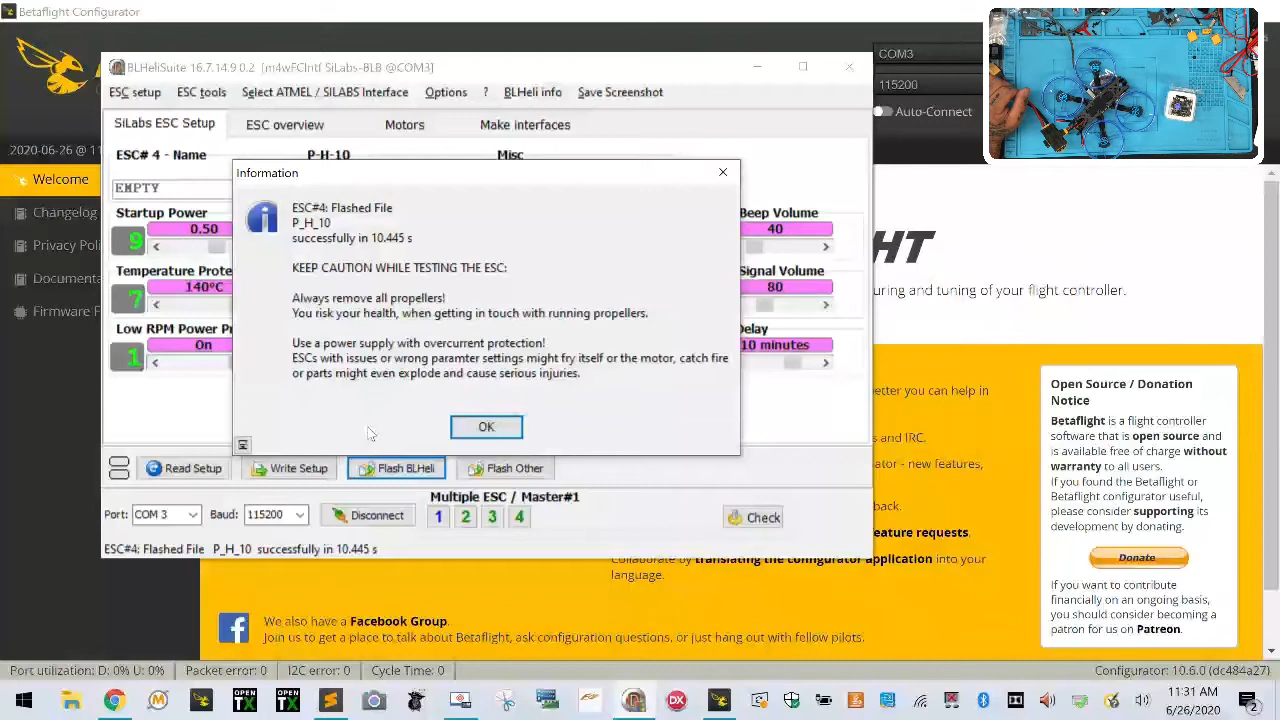 Betaflight Configurator
BLHeliSuite 16.7.14.9.0.2 [m4wFCIntf SiLabs-BLB @COM3]
ESC setup ESC tools Select ATMEL / SILABS Interface Options ? BLHeli info Save Screenshot
SiLabs ESC Setup ESC overview Motors Make interfaces
ESC# 4 - Name P-H-10 Misc
EMPTY
Startup Power
0.50
9
Temperature Prote
140°C
7
Low RPM Power Pr
On
1
Beep Volume
40
Signal Volume
80
Delay
10 minutes
Information
ESC#4: Flashed File
P_H_10
successfully in 10.445 s
KEEP CAUTION WHILE TESTING THE ESC:
Always remove all propellers!
You risk your health, when getting in touch with running propellers.
Use a power supply with overcurrent protection!
ESCs with issues or wrong paramter settings might fry itself or the motor, catch fire
or parts might even explode and cause serious injuries.
OK
Read Setup Write Setup Flash BLHeli Flash Other
Multiple ESC / Master#1
Port: COM 3 Baud: 115200 Disconnect 1 2 3 4 Check
ESC#4: Flashed File P_H_10 successfully in 10.445 s
COM3
115200
Auto-Connect
2020-06-26 @ 11
Welcome
Changelog
Privacy Poli
Documenta
Firmware F
HT
uring and tuning of your flight controller.
etter you can help in
s and IRC.
ator - new features,
back.
feature requests.
Collaborate by translating the configurator application into your
language.
We also have a Facebook Group.
Join us to get a place to talk about Betaflight, ask configuration questions, or just hang out with fellow pilots.
Open Source / Donation
Notice
Betaflight is a flight controller
software that is open source and
is available free of charge without
warranty to all users.
If you found the Betaflight or
Betaflight configurator useful,
please consider supporting its
development by donating.
Donate
If you want to contribute
financially on an ongoing basis,
you should consider becoming a
patron for us on Patreon.
Port utilization: D: 0% U: 0% Packet error: 0 I2C error: 0 Cycle Time: 0 Configurator: 10.6.0 (dc484a27)
OPEN
TX
OPEN
TX
DX
11:31 AM
6/26/2020
2